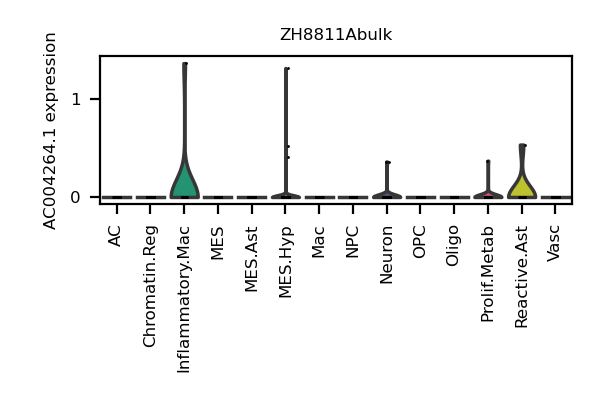 ZH8811Abulk
AC004264.1 expression
1
0
AC
Chromatin.Reg
Inflammatory.Mac
MES
MES.Ast
MES.Hyp
Mac
NPC
Neuron
OPC
Oligo
Prolif.Metab
Reactive.Ast
Vasc